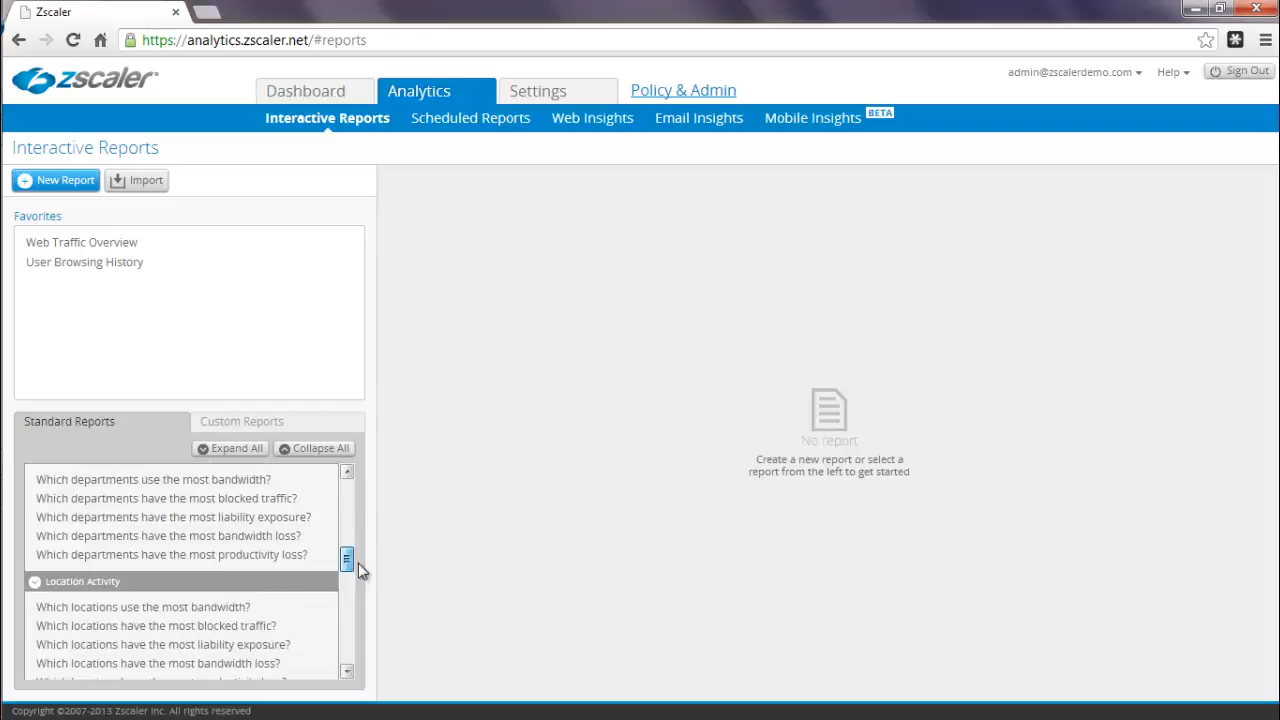 Zscaler
https://analytics.zscaler.net/#reports
zscaler
Dashboard
Analytics
Settings
Policy & Admin
admin@zscalerdemo.com
Help
Sign Out
Interactive Reports
Scheduled Reports
Web Insights
Email Insights
Mobile Insights
BETA
Interactive Reports
New Report
Import
Favorites
Web Traffic Overview
User Browsing History
Standard Reports
Custom Reports
Expand All
Collapse All
Which departments use the most bandwidth?
Which departments have the most blocked traffic?
Which departments have the most liability exposure?
Which departments have the most bandwidth loss?
Which departments have the most productivity loss?
Location Activity
Which locations use the most bandwidth?
Which locations have the most blocked traffic?
Which locations have the most liability exposure?
Which locations have the most bandwidth loss?
No report
Create a new report or select a
report from the left to get started
Copyright ©2007-2013 Zscaler Inc. All rights reserved